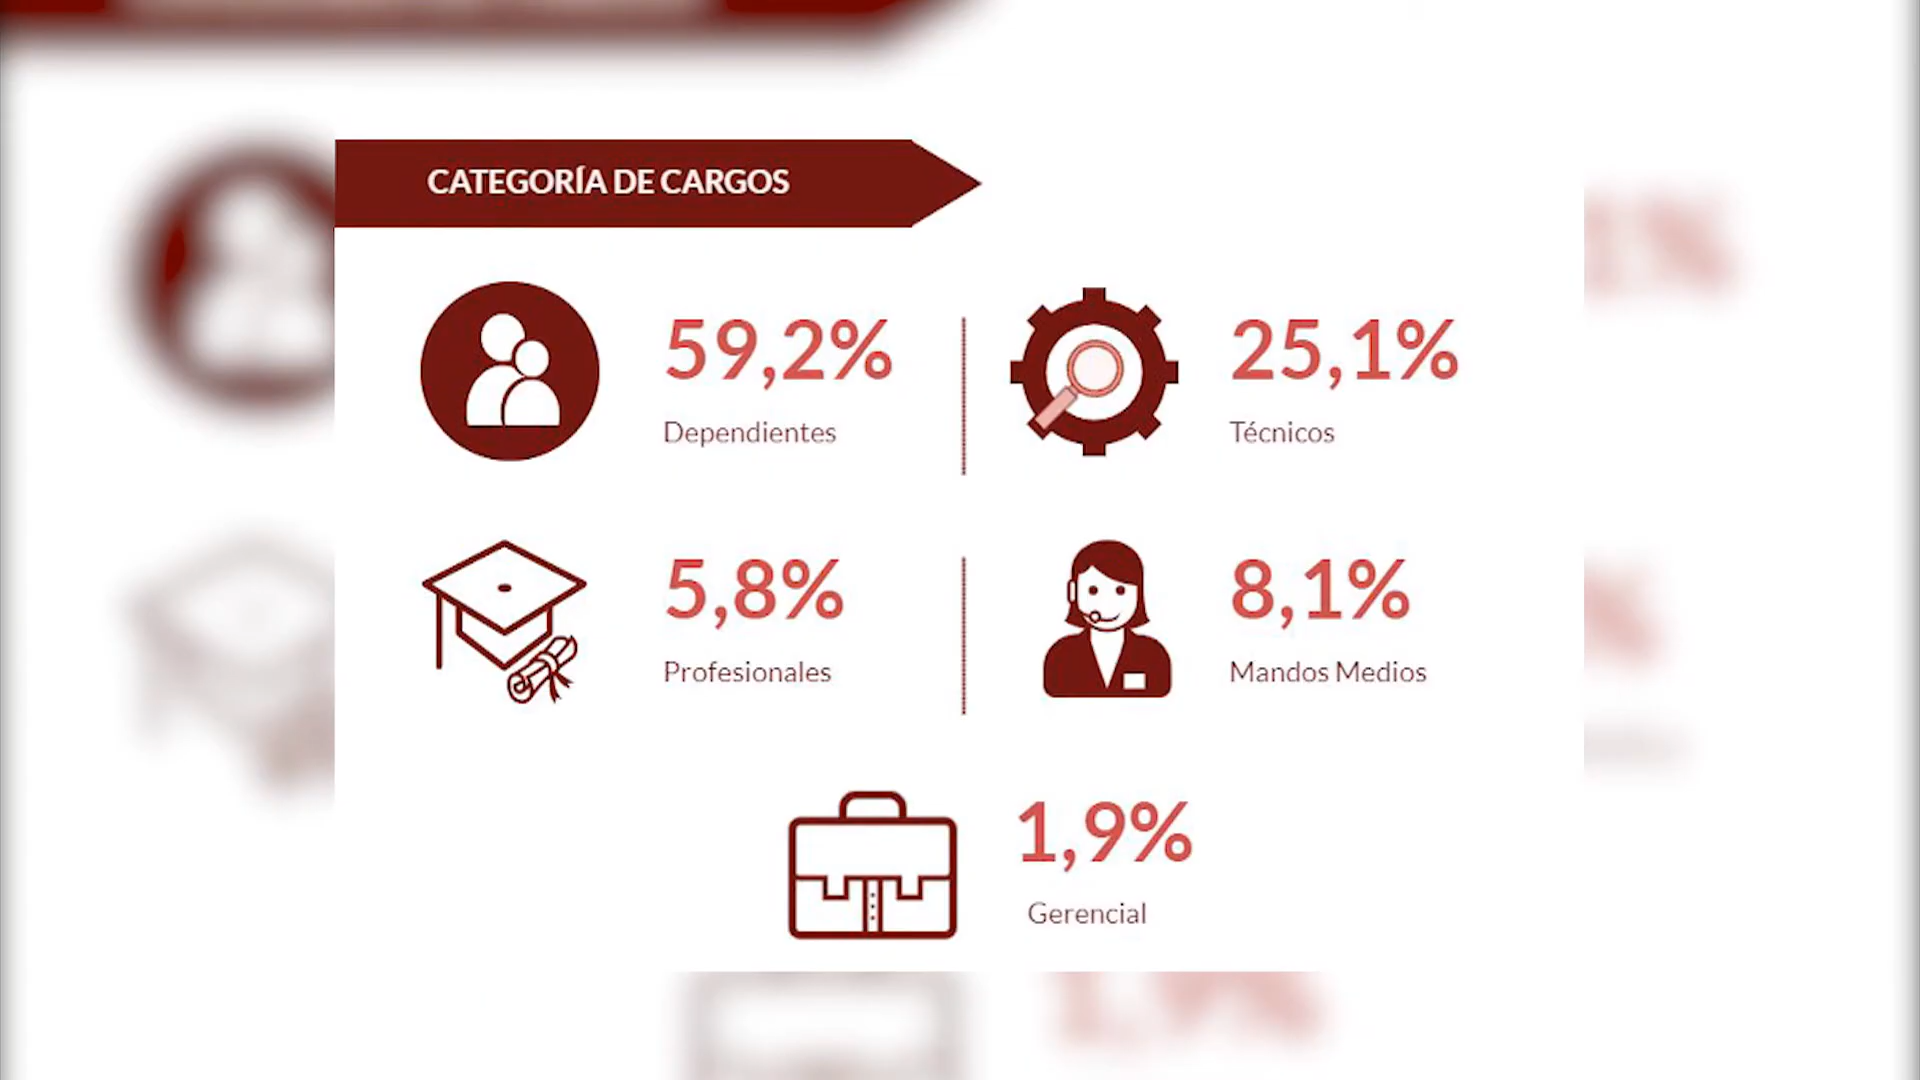 CATEGORÍA DE CARGOS
59,2%
Dependientes
25,1%
Técnicos
5,8%
Profesionales
8,1%
Mandos Medios
1,9%
Gerencial